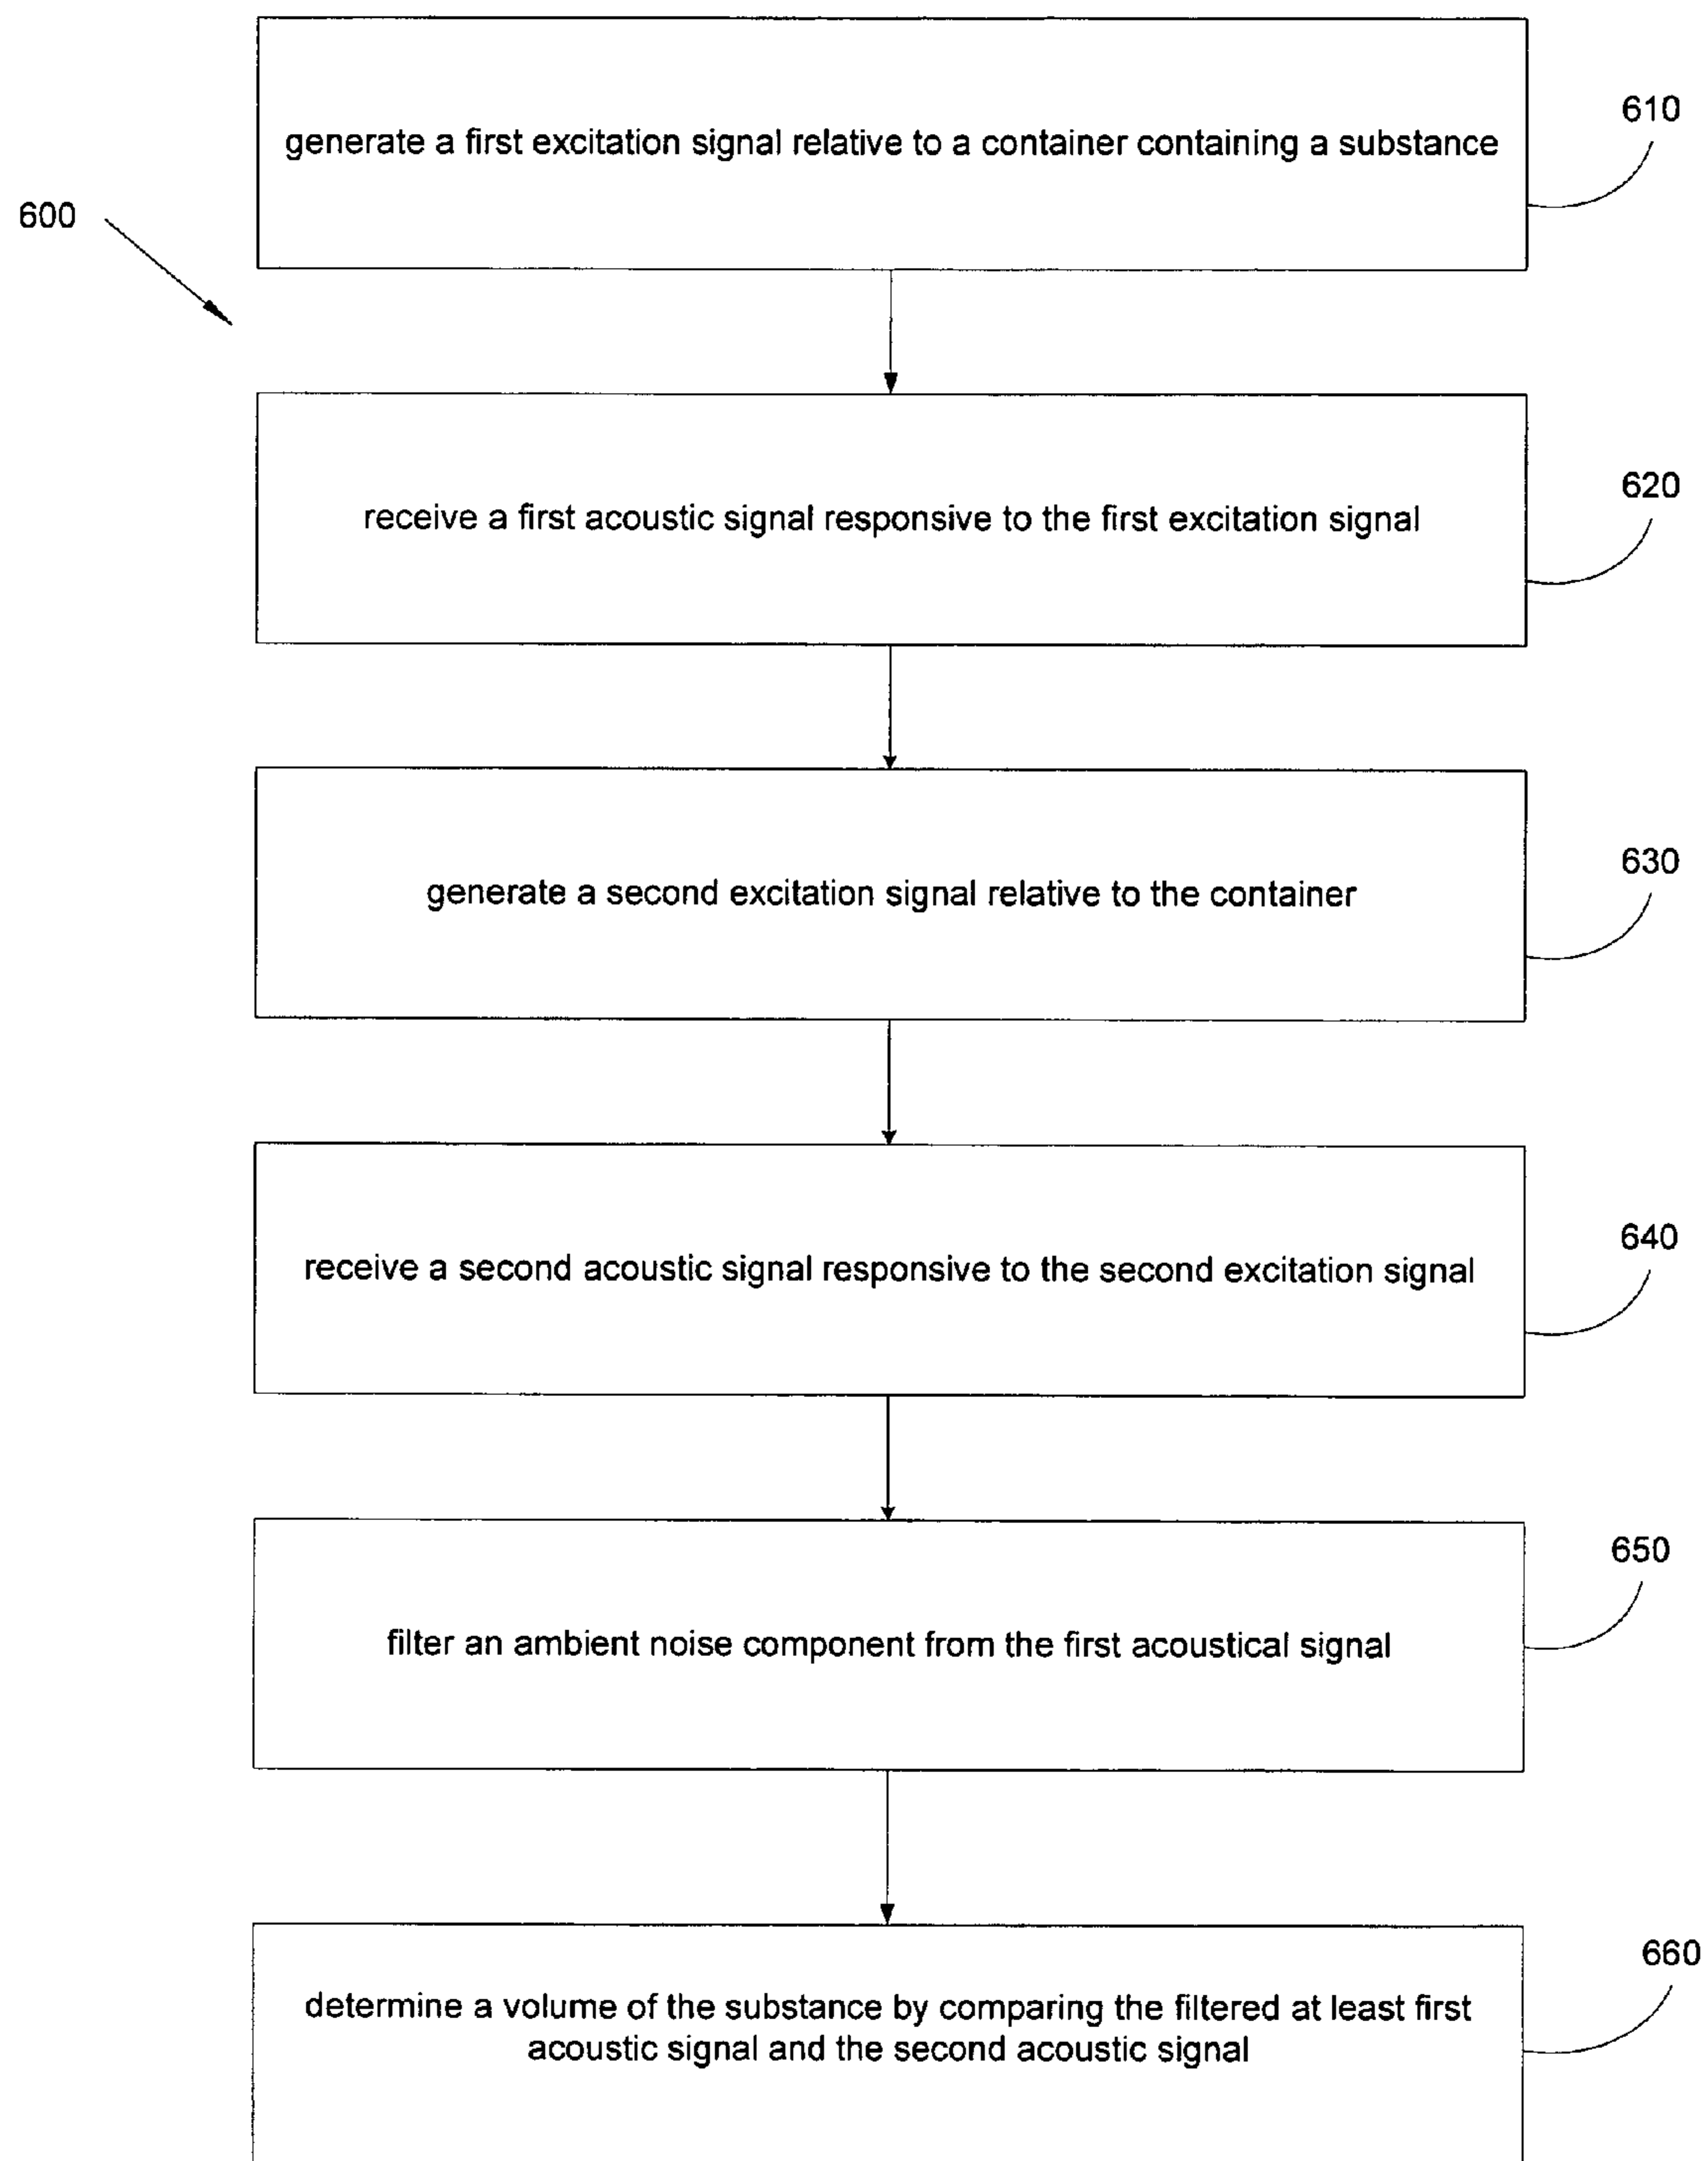 610
generate a first excitation signal relative to a container containing a substance
600
620
receive a first acoustic signal responsive to the first excitation signal
630
generate a second excitation signal relative to the container
640
receive a second acoustic signal responsive to the second excitation signal
650
filter an ambient noise component from the first acoustical signal
660
determine a volume of the substance by comparing the filtered at least first
acoustic signal and the second acoustic signal